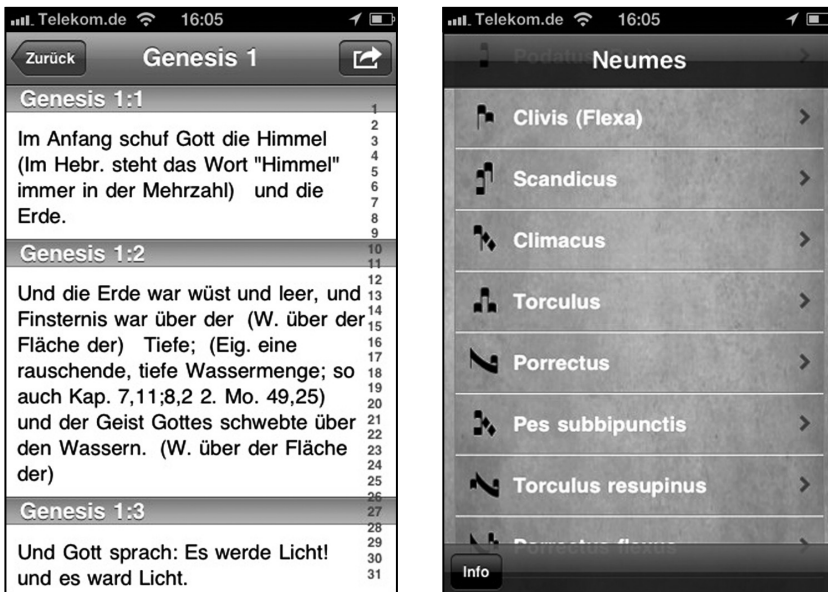 Telekom.de 16:05
Zurück Genesis 1
Genesis 1:1
Im Anfang schuf Gott die Himmel
(Im Hebr. steht das Wort "Himmel"
immer in der Mehrzahl) und die
Erde.
Genesis 1:2
Und die Erde war wüst und leer, und
Finsternis war über der (W. über der
Fläche der) Tiefe; (Eig. eine
rauschende, tiefe Wassermenge; so
auch Kap. 7,11;8,2 2. Mo. 49,25)
und der Geist Gottes schwebte über
den Wassern. (W. über der Fläche
der)
Genesis 1:3
Und Gott sprach: Es werde Licht!
und es ward Licht.
1
2
3
4
5
6
7
8
9
10
11
12
13
14
15
16
17
18
19
20
21
22
23
24
25
26
27
28
29
30
31
Telekom.de 16:05
Podatus
Neumes
Clivis (Flexa)
Scandicus
Climacus
Torculus
Porrectus
Pes subbipunctis
Torculus resupinus
Porrectus flexus
Info